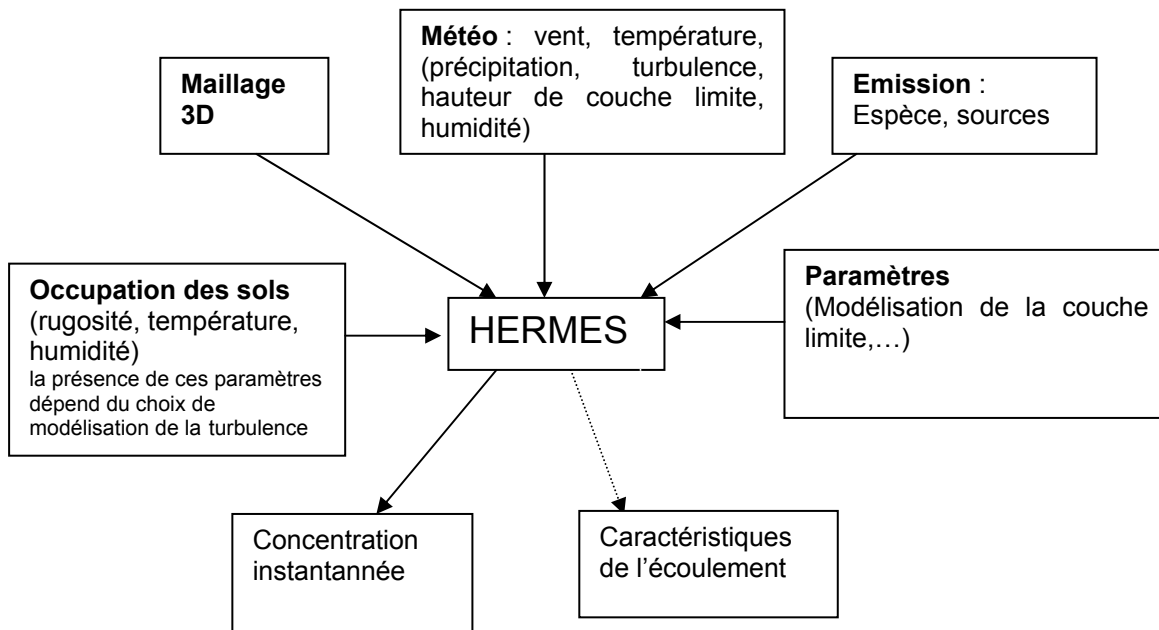 Météo : vent, température,
(précipitation, turbulence,
hauteur de couche limite,
humidité)
Maillage
3D
Emission :
Espèce, sources
Occupation des sols
(rugosité, température,
humidité)
la présence de ces paramètres
dépend du choix de
modélisation de la turbulence
HERMES
Paramètres
(Modélisation de la couche
limite,…)
Concentration
instantannée
Caractéristiques
de l’écoulement